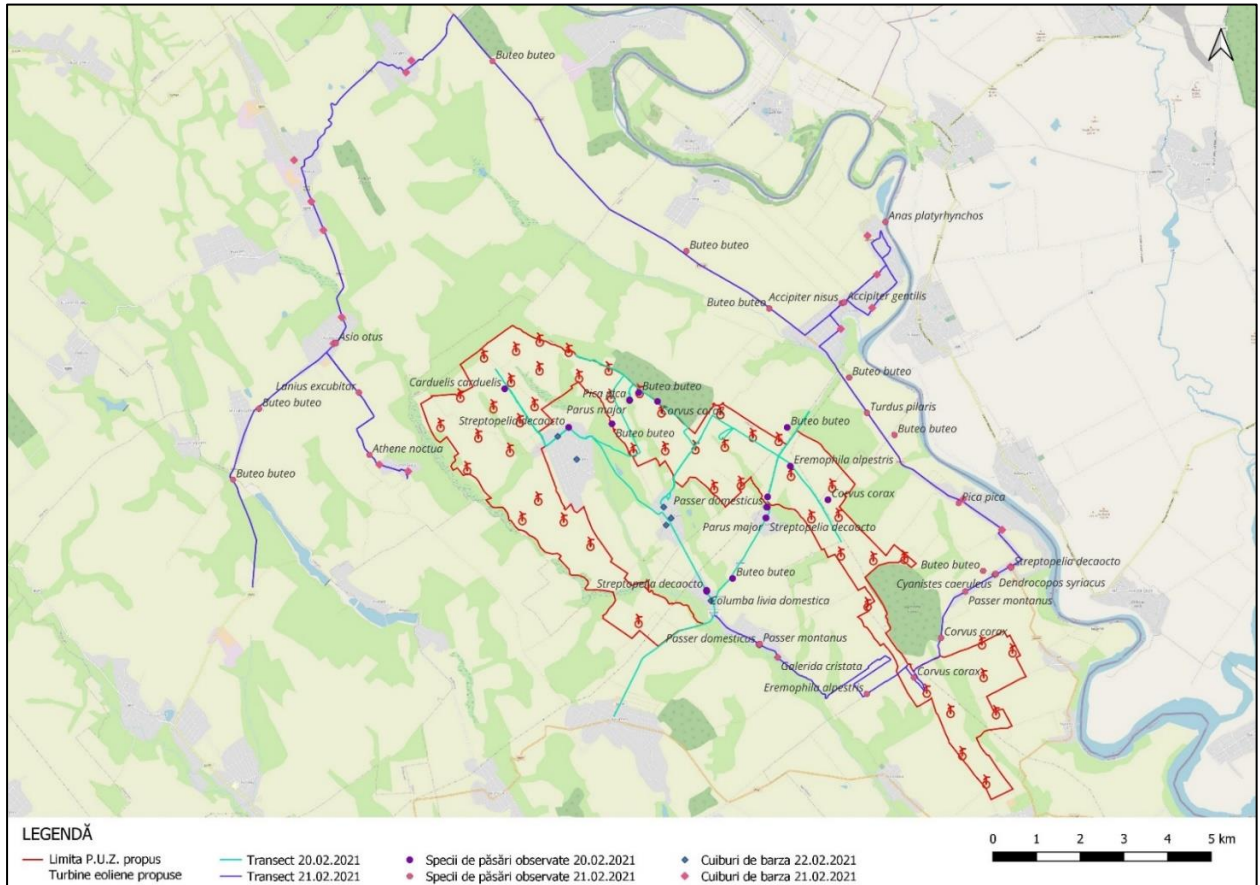 Buteo buteo
Anas platyrhynchos
Buteo buteo
Buteo buteo
Accipiter nisus
Accipiter gentilis
Asio otus
Buteo buteo
Lanius excubitor
Buteo buteo
Carduelis carduelis
Pica pica
Buteo buteo
Turdus pilaris
Parus major
Corvus corax
Streptopelia decaocto
Buteo buteo
Buteo buteo
Buteo buteo
Athene noctua
Eremophila alpestris
Buteo buteo
Passer domesticus
Corvus corax
Pica pica
Parus major
Streptopelia decaocto
Buteo buteo
Streptopelia decaocto
Buteo buteo
Streptopelia decaocto
Cyanistes caeruleus
Dendrocopos syriacus
Columba livia domestica
Passer montanus
Passer domesticus
Passer montanus
Corvus corax
Galerida cristata
Eremophila alpestris
Corvus corax
LEGENDĂ
Limita P.U.Z. propus
Turbine eoliene propuse
Transect 20.02.2021
Transect 21.02.2021
Specii de păsări observate 20.02.2021
Specii de păsări observate 21.02.2021
Cuiburi de barza 22.02.2021
Cuiburi de barza 21.02.2021
0 1 2 3 4 5 km